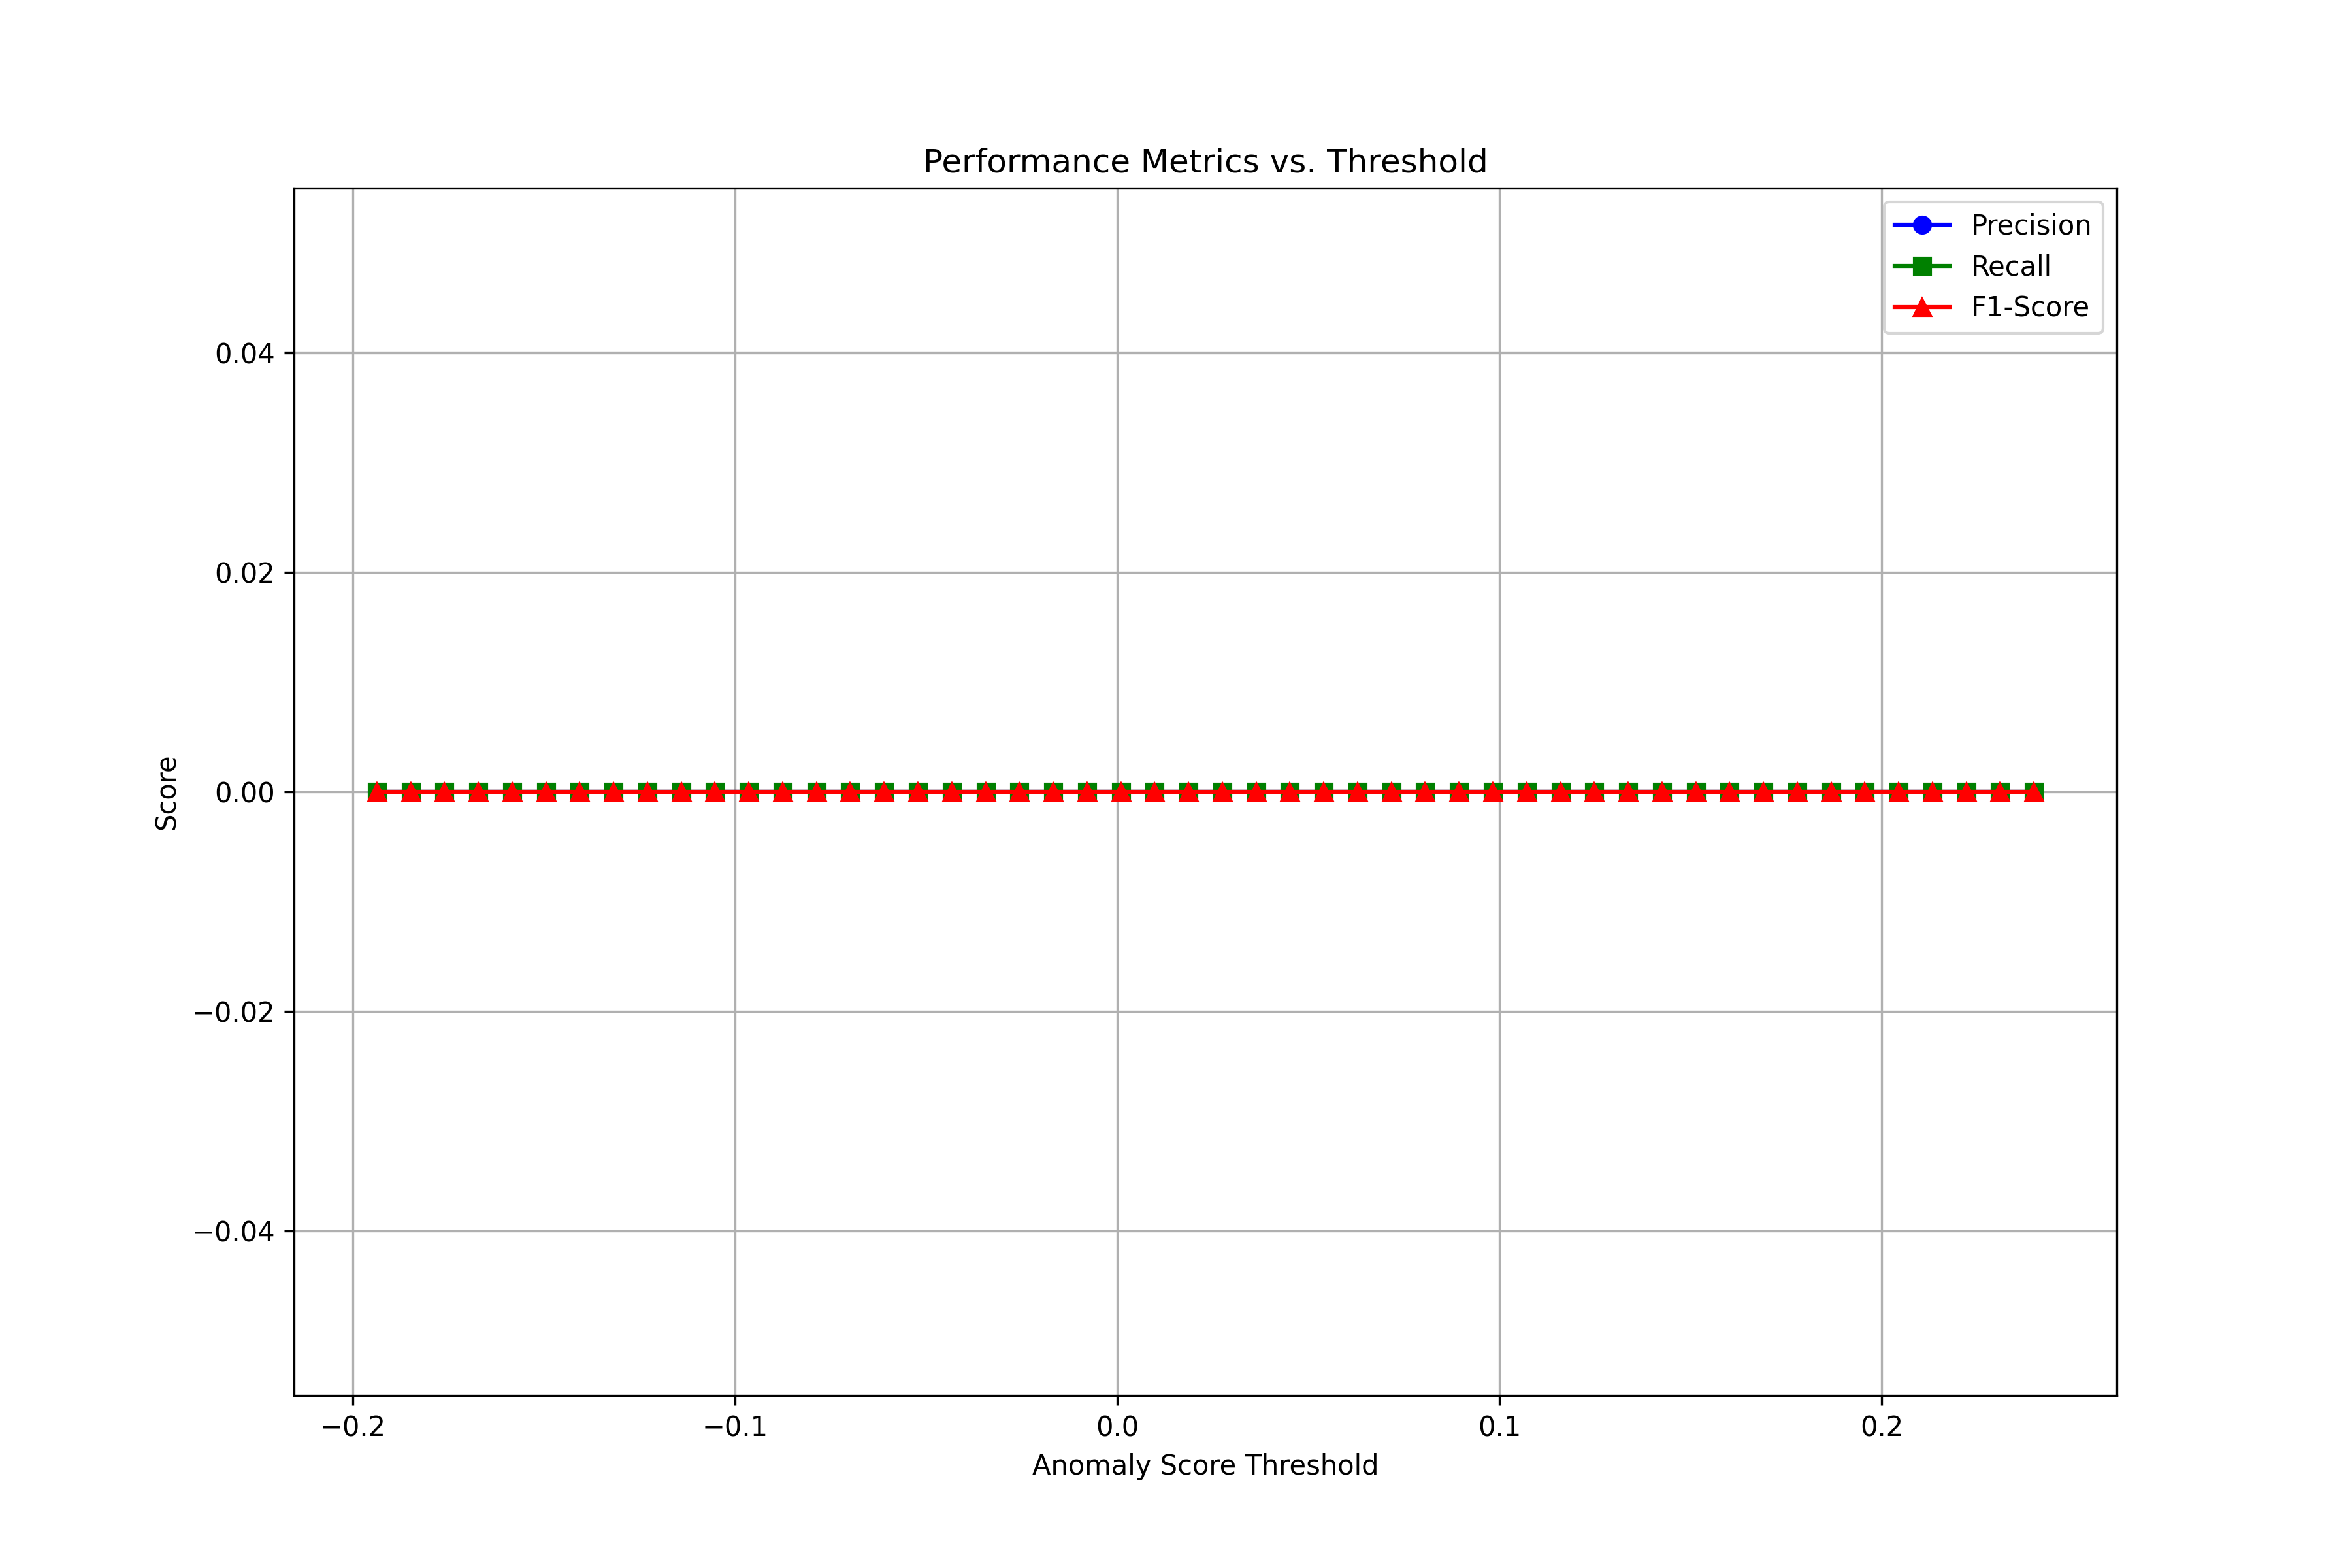 Performance Metrics vs. Threshold
Precision
Recall
F1-Score
0.04
0.02
0.00
−0.02
−0.04
Score
−0.2 −0.1 0.0 0.1 0.2
Anomaly Score Threshold